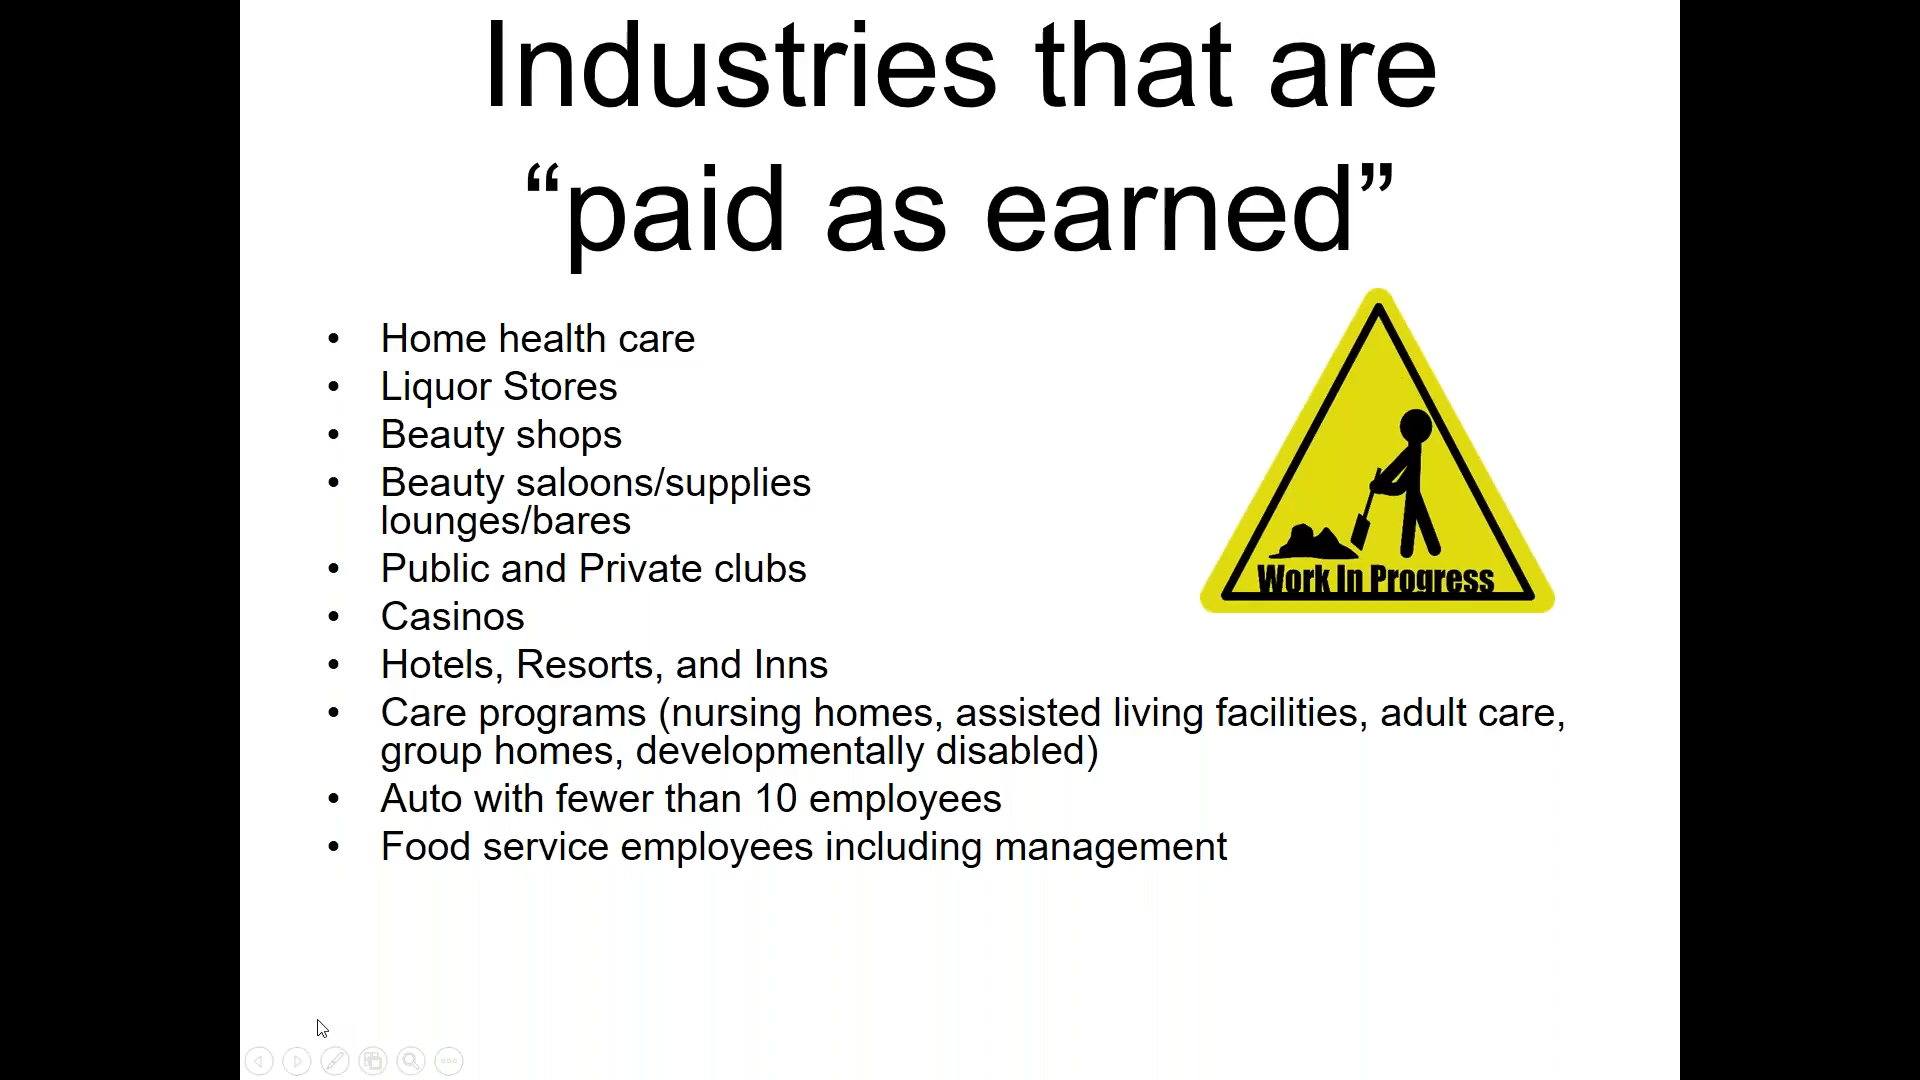 Industries that are
“paid as earned”
• Home health care
• Liquor Stores
• Beauty shops
• Beauty saloons/supplies
lounges/bares
• Public and Private clubs
• Casinos
• Hotels, Resorts, and Inns
• Care programs (nursing homes, assisted living facilities, adult care,
group homes, developmentally disabled)
• Auto with fewer than 10 employees
• Food service employees including management
Work In Progress